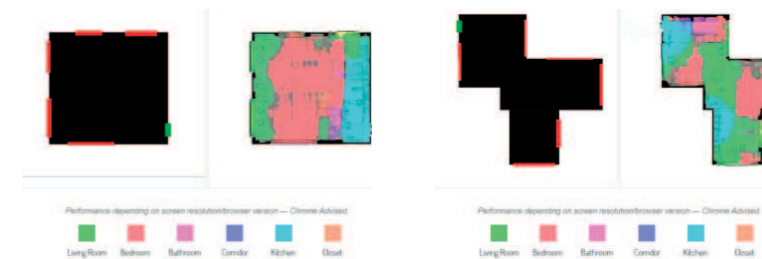 Performance depending on screen resolution/browser version — Chrome Advised
Living Room Bedroom Bathroom Corridor Kitchen Closet
Performance depending on screen resolution/browser version — Chrome Advised
Living Room Bedroom Bathroom Corridor Kitchen Closet